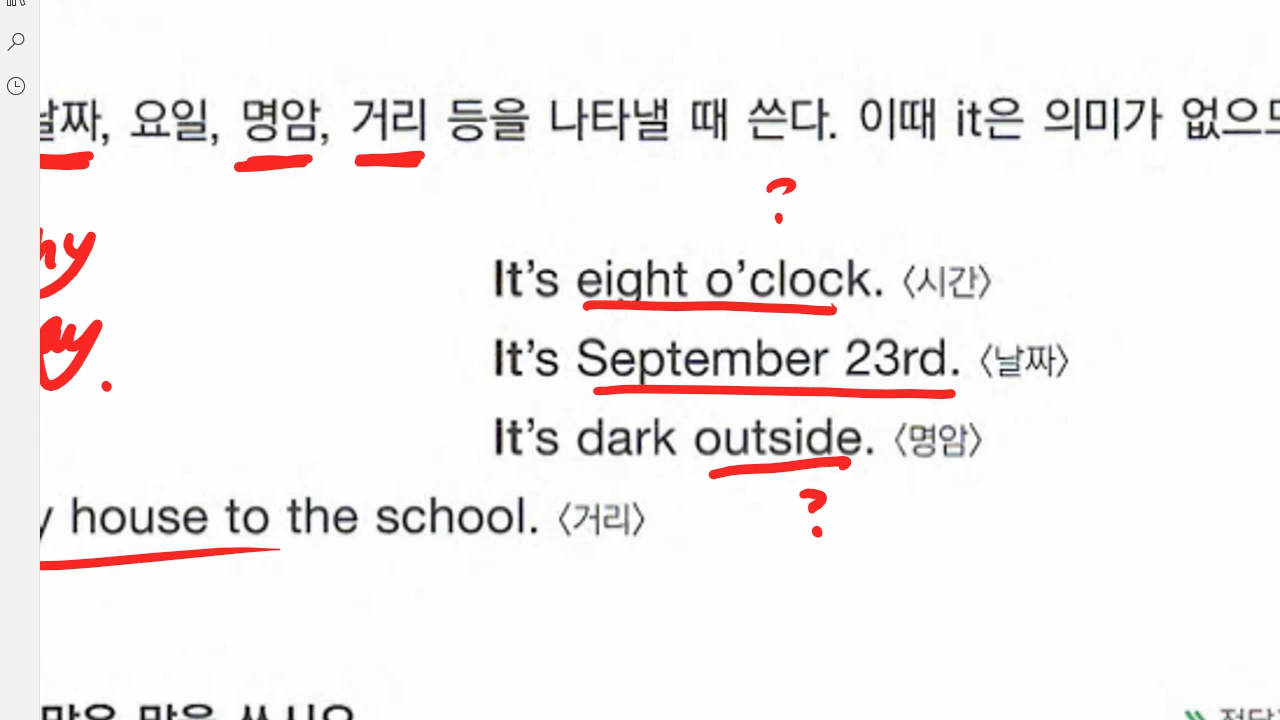 날짜, 요일, 명암, 거리 등을 나타낼 때 쓴다. 이때 it은 의미가
?
It's eight o'clock. 〈시간〉
It's September 23rd. 〈날짜〉
It's dark outside. 〈명암〉
y house to the school. 〈거리〉
?